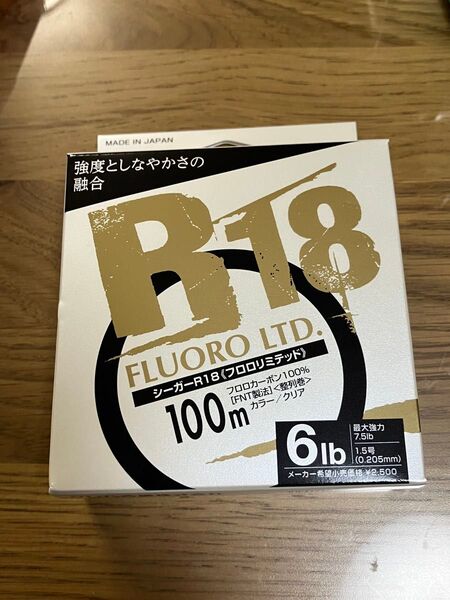 MADE IN JAPAN
強度としなやかさの
融合
R18
FLUORO LTD.
シーガーR18《フロロリミテッド》
100m
フロロカーボン100%
[FNT製法]<整列巻>
カラー/クリア
6lb
最大強力
7.5lb
1.5号
(0.205mm)
メーカー希望小売価格 ¥2,500